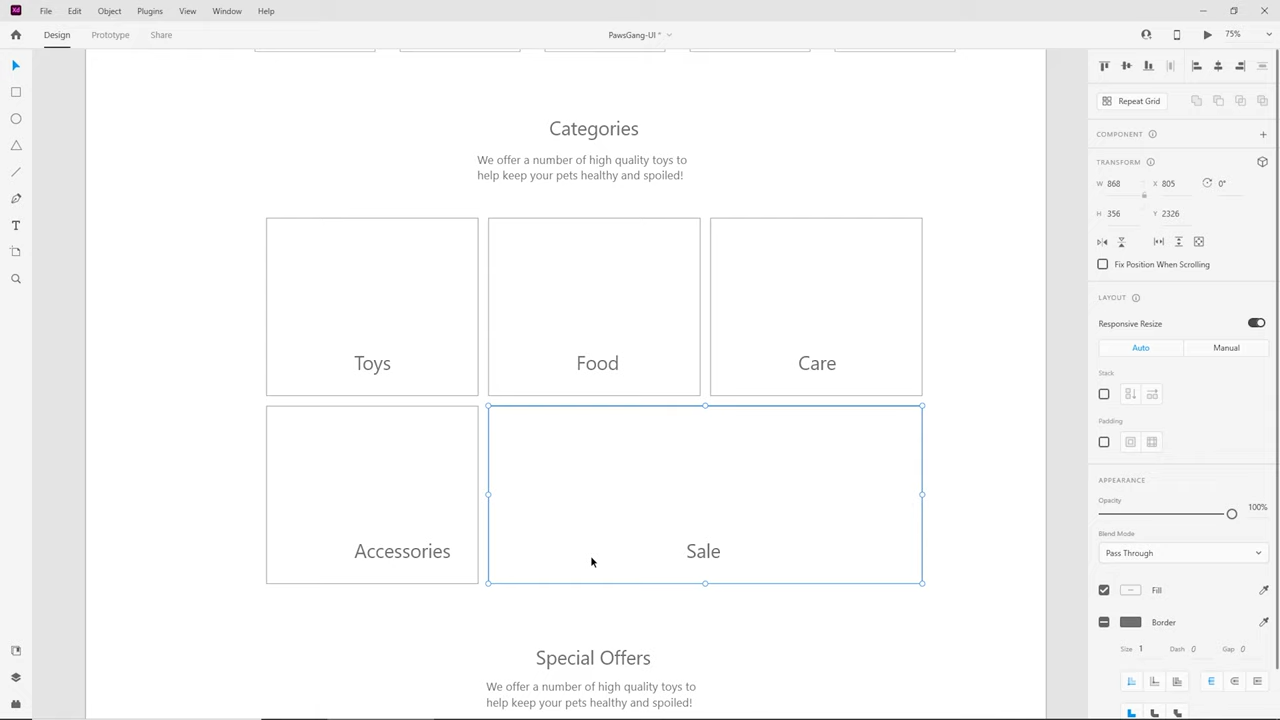 Xd File Edit Object Plugins View Window Help
Design Prototype Share PawsGang-UI * 75%
Repeat Grid
COMPONENT
TRANSFORM
W 868 X 805 0°
H 356 Y 2326
Fix Position When Scrolling
LAYOUT
Responsive Resize
Auto Manual
Stack
Padding
APPEARANCE
Opacity
100%
Blend Mode
Pass Through
Fill
Border
Size 1 Dash 0 Gap 0
Categories
We offer a number of high quality toys to
help keep your pets healthy and spoiled!
Toys Food Care
Accessories Sale
Special Offers
We offer a number of high quality toys to
help keep your pets healthy and spoiled!